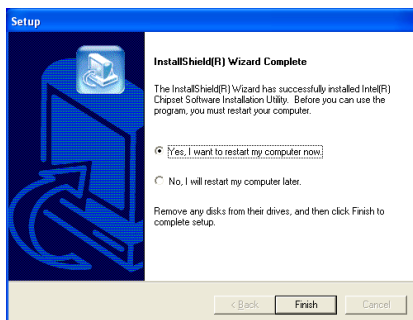 Setup
InstallShield(R) Wizard Complete
The InstallShield(R) Wizard has successfully installed Intel(R)
Chipset Software Installation Utility. Before you can use the
program, you must restart your computer.
Yes, I want to restart my computer now.
No, I will restart my computer later.
Remove any disks from their drives, and then click Finish to
complete setup.
< Back Finish Cancel